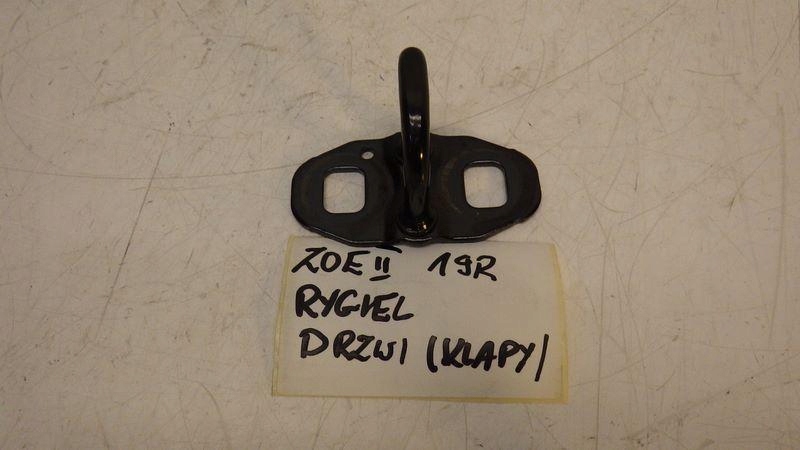 ZOE II 19R
RYGIEL
DRZWI (KLAPY)